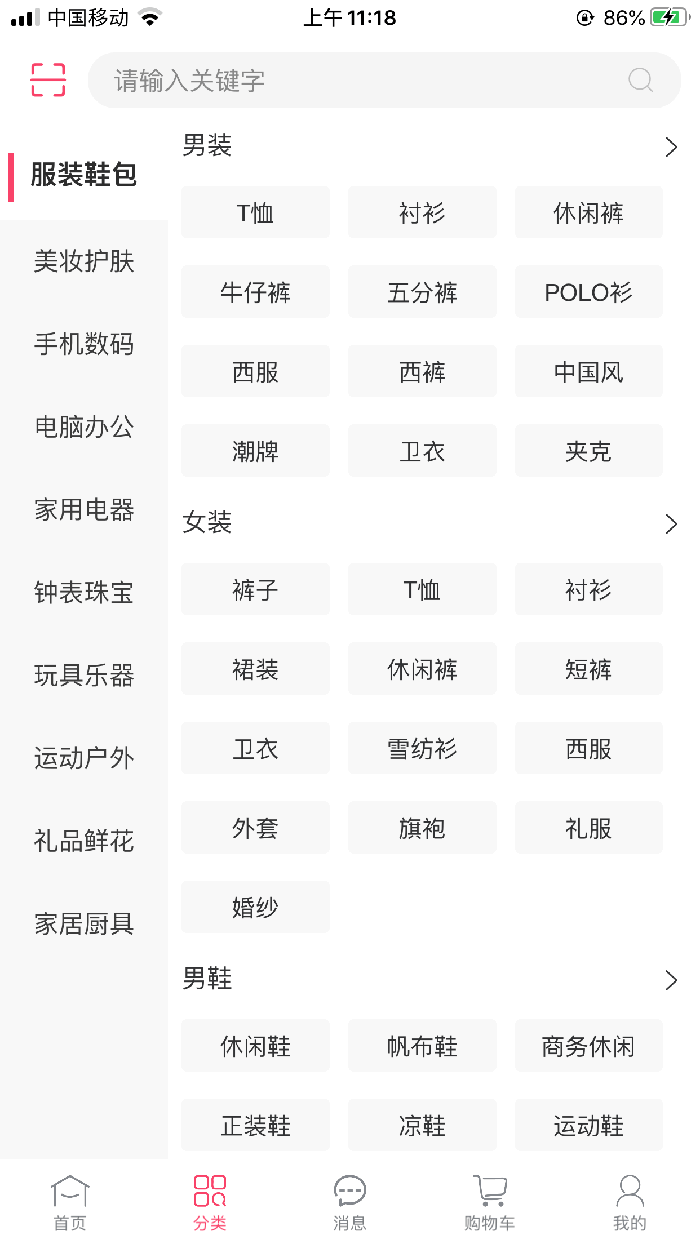 中国移动 上午11:18 86%
请输入关键字
服装鞋包
美妆护肤
手机数码
电脑办公
家用电器
钟表珠宝
玩具乐器
运动户外
礼品鲜花
家居厨具
男装
T恤 衬衫 休闲裤
牛仔裤 五分裤 POLO衫
西服 西裤 中国风
潮牌 卫衣 夹克
女装
裤子 T恤 衬衫
裙装 休闲裤 短裤
卫衣 雪纺衫 西服
外套 旗袍 礼服
婚纱
男鞋
休闲鞋 帆布鞋 商务休闲
正装鞋 凉鞋 运动鞋
首页 分类 消息 购物车 我的